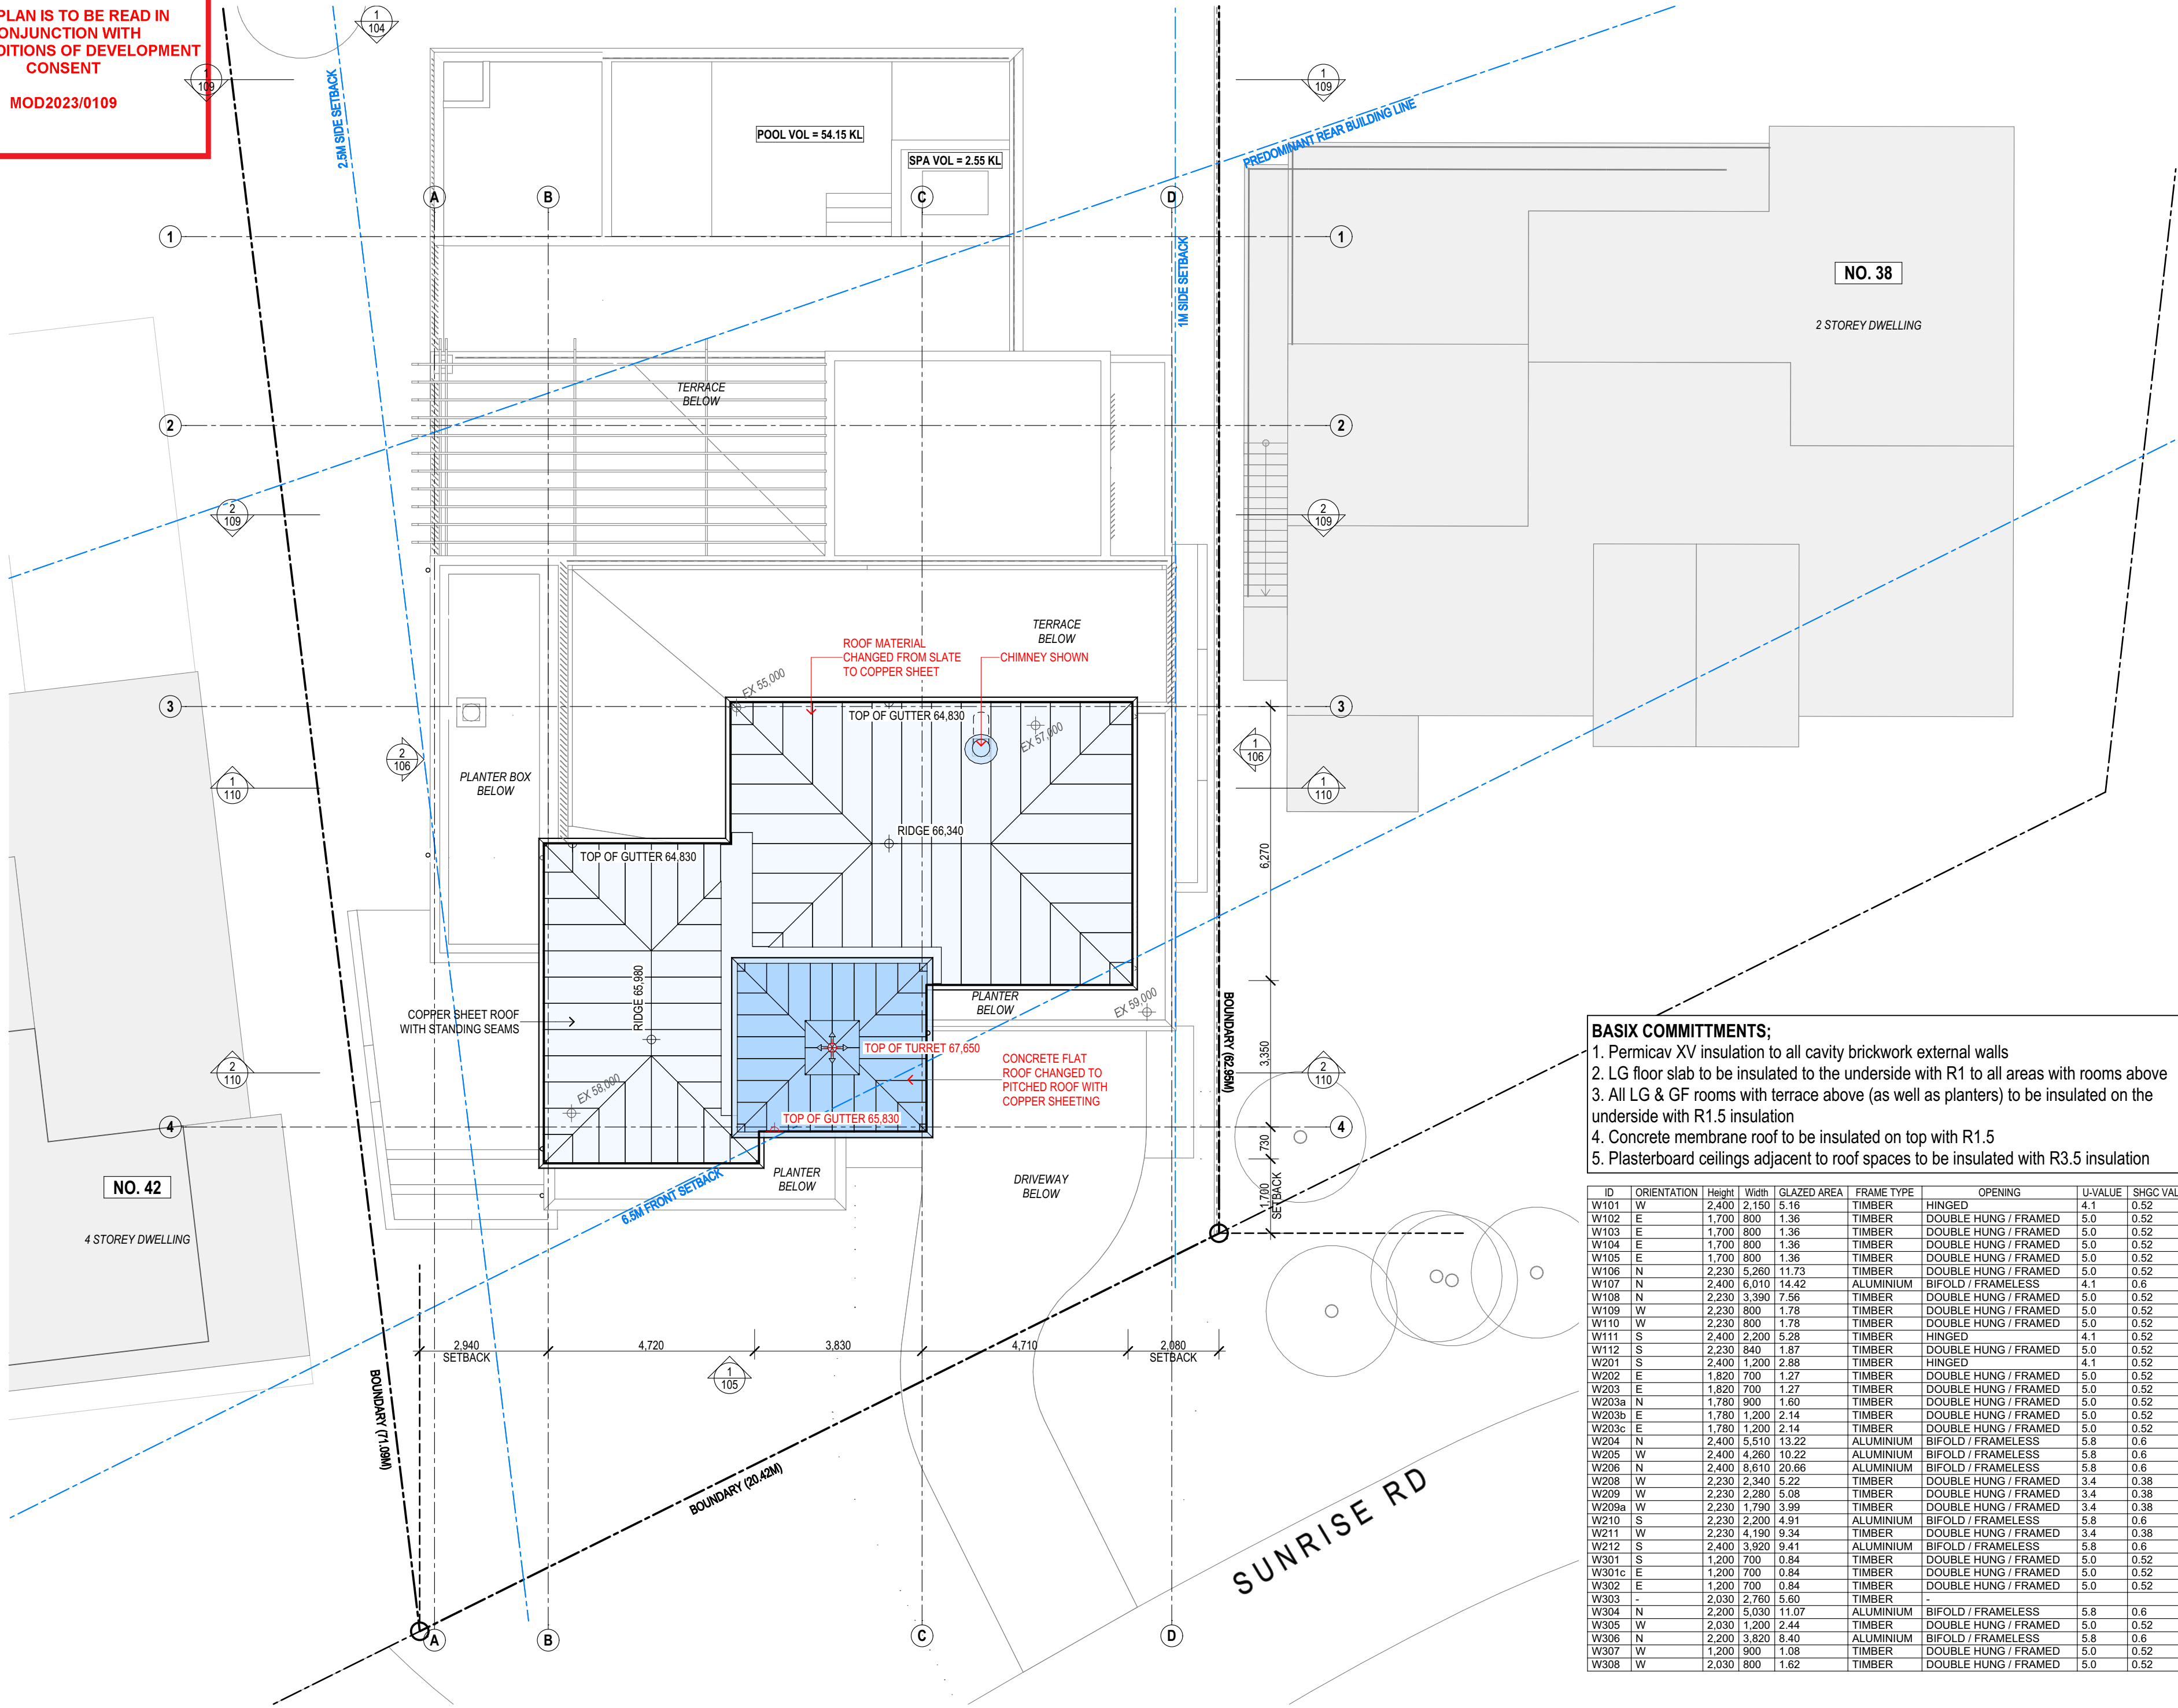 PLAN IS TO BE READ IN
ONJUNCTION WITH
DITIONS OF DEVELOPMENT
CONSENT
MOD2023/0109
1
104
1
109
1
109
2.5M SIDE SETBACK
POOL VOL = 54.15 KL
SPA VOL = 2.55 KL
PREDOMINANT REAR BUILDING LINE
A
B
C
D
1
1
1M SIDE SETBACK
NO. 38
2 STOREY DWELLING
TERRACE
BELOW
2
2
2
109
2
109
TERRACE
BELOW
ROOF MATERIAL
CHANGED FROM SLATE
TO COPPER SHEET
CHIMNEY SHOWN
EX 55,000
3
3
TOP OF GUTTER 64,830
EX 57,000
2
106
1
106
PLANTER BOX
BELOW
1
110
1
110
RIDGE 66,340
TOP OF GUTTER 64,830
6,270
RIDGE 65,980
COPPER SHEET ROOF
WITH STANDING SEAMS
PLANTER
BELOW
EX 59,000
BOUNDARY (62.95M)
TOP OF TURRET 67,650
3,350
CONCRETE FLAT
ROOF CHANGED TO
PITCHED ROOF WITH
COPPER SHEETING
2
110
2
110
EX 58,000
TOP OF GUTTER 65,830
4
4
730
1,700
SETBACK
PLANTER
BELOW
DRIVEWAY
BELOW
6.5M FRONT SETBACK
NO. 42
4 STOREY DWELLING
2,940
SETBACK
4,720
3,830
4,710
2,080
SETBACK
1
105
BOUNDARY (71.09M)
BOUNDARY (20.42M)
SUNRISE RD
A
B
C
D
BASIX COMMITTMENTS;
1. Permicav XV insulation to all cavity brickwork external walls
2. LG floor slab to be insulated to the underside with R1 to all areas with rooms above
3. All LG & GF rooms with terrace above (as well as planters) to be insulated on the
underside with R1.5 insulation
4. Concrete membrane roof to be insulated on top with R1.5
5. Plasterboard ceilings adjacent to roof spaces to be insulated with R3.5 insulation
ID ORIENTATION Height Width GLAZED AREA FRAME TYPE OPENING U-VALUE SHGC VAL
W101 W 2,400 2,150 5.16 TIMBER HINGED 4.1 0.52
W102 E 1,700 800 1.36 TIMBER DOUBLE HUNG / FRAMED 5.0 0.52
W103 E 1,700 800 1.36 TIMBER DOUBLE HUNG / FRAMED 5.0 0.52
W104 E 1,700 800 1.36 TIMBER DOUBLE HUNG / FRAMED 5.0 0.52
W105 E 1,700 800 1.36 TIMBER DOUBLE HUNG / FRAMED 5.0 0.52
W106 N 2,230 5,260 11.73 TIMBER DOUBLE HUNG / FRAMED 5.0 0.52
W107 N 2,400 6,010 14.42 ALUMINIUM BIFOLD / FRAMELESS 4.1 0.6
W108 N 2,230 3,390 7.56 TIMBER DOUBLE HUNG / FRAMED 5.0 0.52
W109 W 2,230 800 1.78 TIMBER DOUBLE HUNG / FRAMED 5.0 0.52
W110 W 2,230 800 1.78 TIMBER DOUBLE HUNG / FRAMED 5.0 0.52
W111 S 2,400 2,200 5.28 TIMBER HINGED 4.1 0.52
W112 S 2,230 840 1.87 TIMBER DOUBLE HUNG / FRAMED 5.0 0.52
W201 S 2,400 1,200 2.88 TIMBER HINGED 4.1 0.52
W202 E 1,820 700 1.27 TIMBER DOUBLE HUNG / FRAMED 5.0 0.52
W203 E 1,820 700 1.27 TIMBER DOUBLE HUNG / FRAMED 5.0 0.52
W203a N 1,780 900 1.60 TIMBER DOUBLE HUNG / FRAMED 5.0 0.52
W203b E 1,780 1,200 2.14 TIMBER DOUBLE HUNG / FRAMED 5.0 0.52
W203c E 1,780 1,200 2.14 TIMBER DOUBLE HUNG / FRAMED 5.0 0.52
W204 N 2,400 5,510 13.22 ALUMINIUM BIFOLD / FRAMELESS 5.8 0.6
W205 W 2,400 4,260 10.22 ALUMINIUM BIFOLD / FRAMELESS 5.8 0.6
W206 N 2,400 8,610 20.66 ALUMINIUM BIFOLD / FRAMELESS 5.8 0.6
W208 W 2,230 2,340 5.22 TIMBER DOUBLE HUNG / FRAMED 3.4 0.38
W209 W 2,230 2,280 5.08 TIMBER DOUBLE HUNG / FRAMED 3.4 0.38
W209a W 2,230 1,790 3.99 TIMBER DOUBLE HUNG / FRAMED 3.4 0.38
W210 S 2,230 2,200 4.91 ALUMINIUM BIFOLD / FRAMELESS 5.8 0.6
W211 W 2,230 4,190 9.34 TIMBER DOUBLE HUNG / FRAMED 3.4 0.38
W212 S 2,400 3,920 9.41 ALUMINIUM BIFOLD / FRAMELESS 5.8 0.6
W301 S 1,200 700 0.84 TIMBER DOUBLE HUNG / FRAMED 5.0 0.52
W301c E 1,200 700 0.84 TIMBER DOUBLE HUNG / FRAMED 5.0 0.52
W302 E 1,200 700 0.84 TIMBER DOUBLE HUNG / FRAMED 5.0 0.52
W303 - 2,030 2,760 5.60 TIMBER -
W304 N 2,200 5,030 11.07 ALUMINIUM BIFOLD / FRAMELESS 5.8 0.6
W305 W 2,030 1,200 2.44 TIMBER DOUBLE HUNG / FRAMED 5.0 0.52
W306 N 2,200 3,820 8.40 ALUMINIUM BIFOLD / FRAMELESS 5.8 0.6
W307 W 1,200 900 1.08 TIMBER DOUBLE HUNG / FRAMED 5.0 0.52
W308 W 2,030 800 1.62 TIMBER DOUBLE HUNG / FRAMED 5.0 0.52